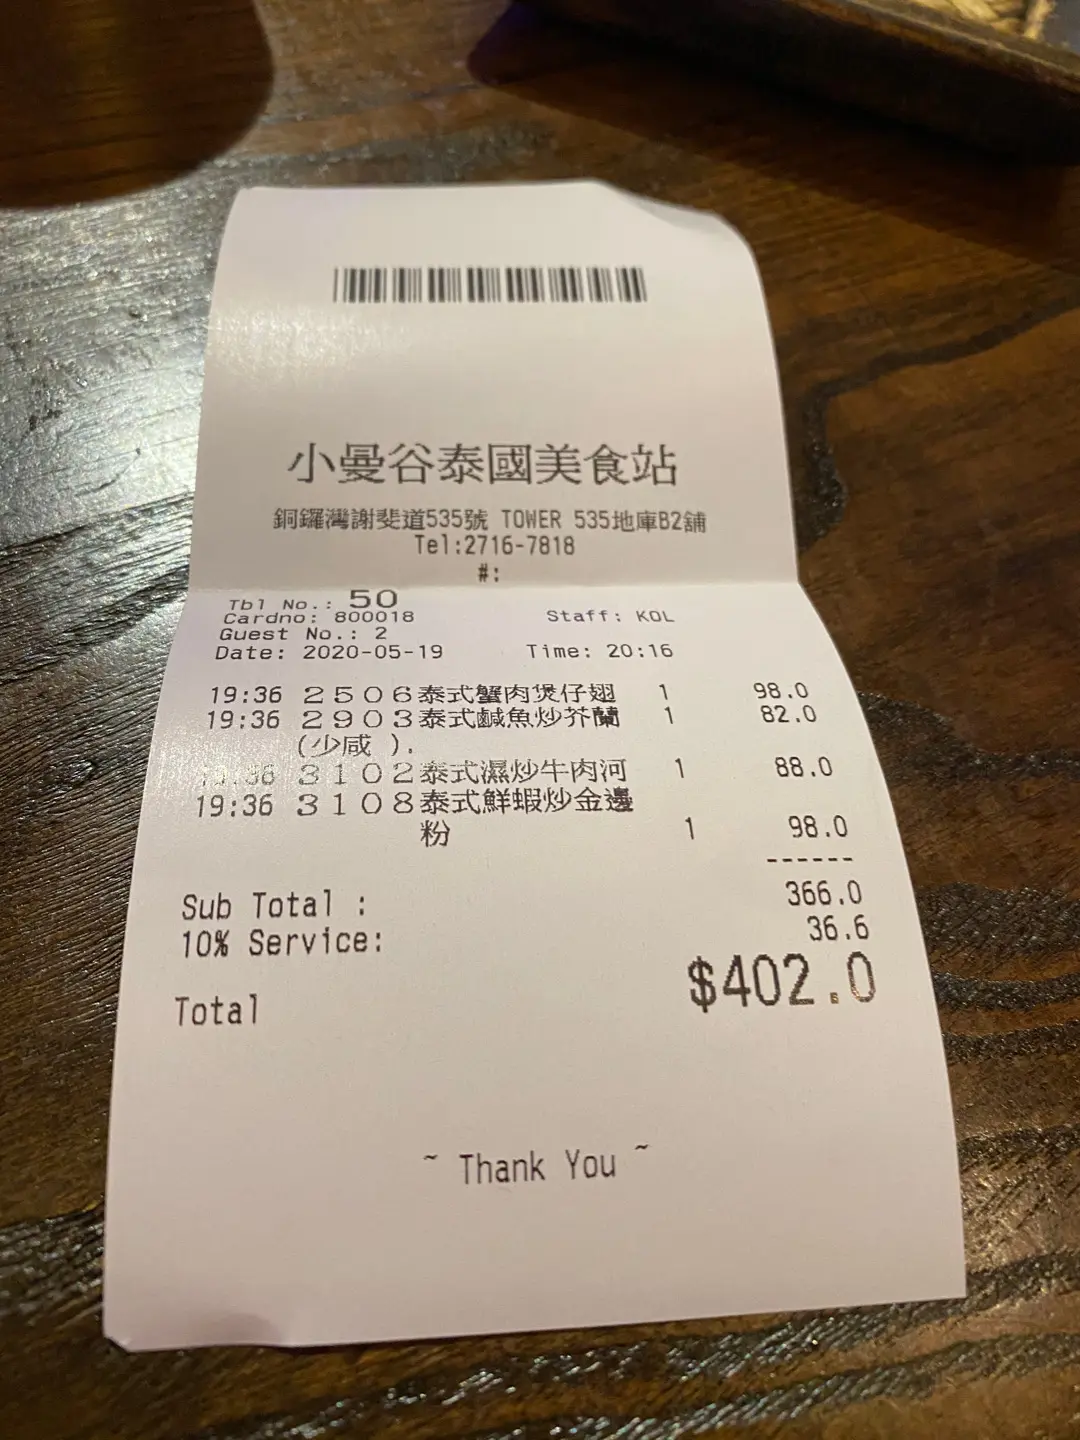 小曼谷泰國美食站
銅鑼灣謝斐道535號 TOWER 535地庫B2舖
Tel:2716-7818
#:
Tbl No.: 50
Cardno: 800018 Staff: KOL
Guest No.: 2
Date: 2020-05-19 Time: 20:16
19:36 2506泰式蟹肉煲仔翅 1 98.0
19:36 2903泰式鹹魚炒芥蘭 1 82.0
(少咸 ).
19:36 3102泰式濕炒牛肉河 1 88.0
19:36 3108泰式鮮蝦炒金邊
粉 1 98.0
------
Sub Total : 366.0
10% Service: 36.6
Total $402.0
~ Thank You ~